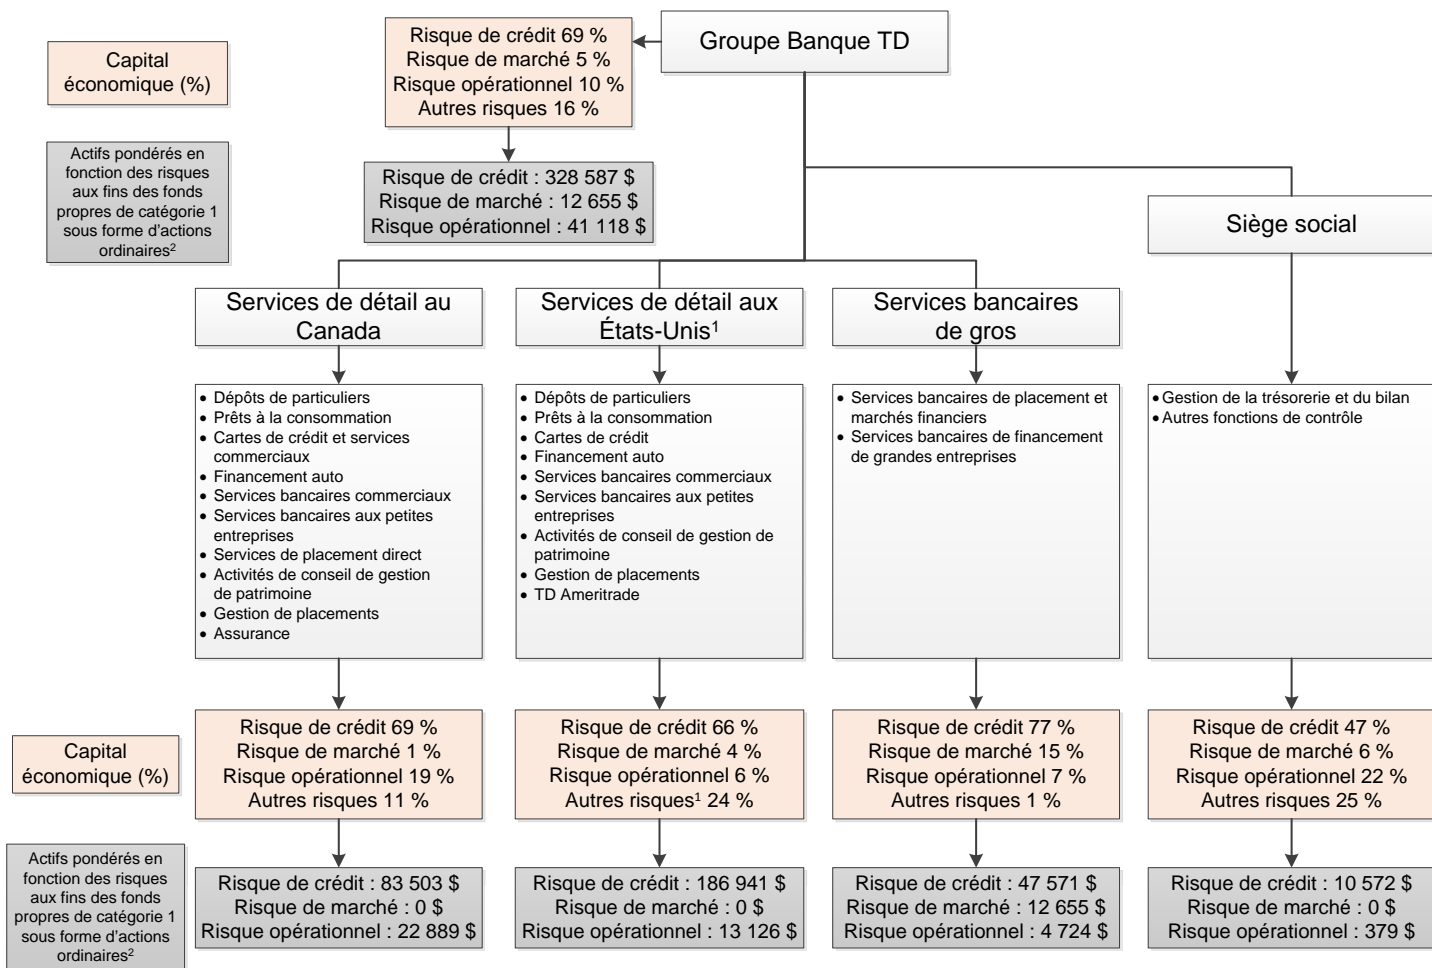 Capital
économique (%)
Risque de crédit 69 %
Risque de marché 5 %
Risque opérationnel 10 %
Autres risques 16 %
Groupe Banque TD
Actifs pondérés en
fonction des risques
aux fins des fonds
propres de catégorie 1
sous forme d'actions
ordinaires²
Risque de crédit : 328 587 $
Risque de marché : 12 655 $
Risque opérationnel : 41 118 $
Siège social
Services de détail au
Canada
Services de détail aux
États-Unis¹
Services bancaires
de gros
• Dépôts de particuliers
• Prêts à la consommation
• Cartes de crédit et services
commerciaux
• Financement auto
• Services bancaires commerciaux
• Services bancaires aux petites
entreprises
• Services de placement direct
• Activités de conseil de gestion
de patrimoine
• Gestion de placements
• Assurance
• Dépôts de particuliers
• Prêts à la consommation
• Cartes de crédit
• Financement auto
• Services bancaires commerciaux
• Services bancaires aux petites
entreprises
• Activités de conseil de gestion de
patrimoine
• Gestion de placements
• TD Ameritrade
• Services bancaires de placement et
marchés financiers
• Services bancaires de financement
de grandes entreprises
• Gestion de la trésorerie et du bilan
• Autres fonctions de contrôle
Capital
économique (%)
Risque de crédit 69 %
Risque de marché 1 %
Risque opérationnel 19 %
Autres risques 11 %
Risque de crédit 66 %
Risque de marché 4 %
Risque opérationnel 6 %
Autres risques¹ 24 %
Risque de crédit 77 %
Risque de marché 15 %
Risque opérationnel 7 %
Autres risques 1 %
Risque de crédit 47 %
Risque de marché 6 %
Risque opérationnel 22 %
Autres risques 25 %
Actifs pondérés en
fonction des risques
aux fins des fonds
propres de catégorie 1
sous forme d'actions
ordinaires²
Risque de crédit : 83 503 $
Risque de marché : 0 $
Risque opérationnel : 22 889 $
Risque de crédit : 186 941 $
Risque de marché : 0 $
Risque opérationnel : 13 126 $
Risque de crédit : 47 571 $
Risque de marché : 12 655 $
Risque opérationnel : 4 724 $
Risque de crédit : 10 572 $
Risque de marché : 0 $
Risque opérationnel : 379 $